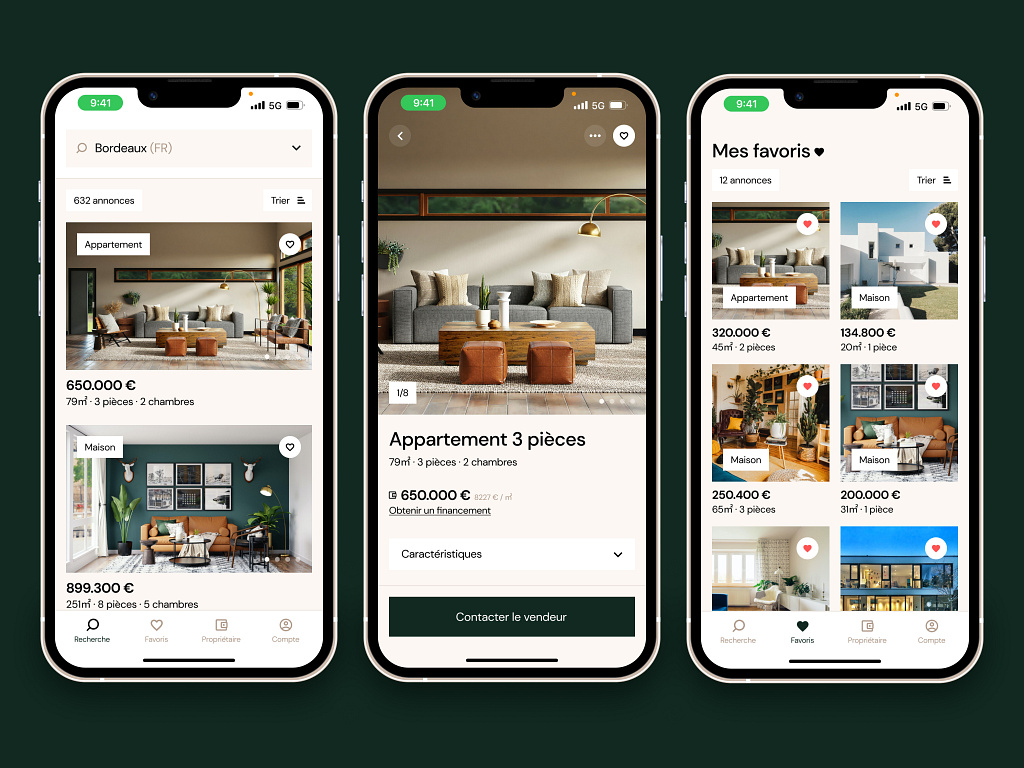 9:41
5G
Bordeaux (FR)
632 annonces
Trier
Appartement
650.000 €
79㎡ · 3 pièces · 2 chambres
Maison
899.300 €
251㎡ · 8 pièces · 5 chambres
Recherche
Favoris
Propriétaire
Compte
9:41
5G
1/8
Appartement 3 pièces
79㎡ · 3 pièces · 2 chambres
650.000 € 8227 € / ㎡
Obtenir un financement
Caractéristiques
Contacter le vendeur
9:41
5G
Mes favoris
12 annonces
Trier
Appartement
320.000 €
45㎡ · 2 pièces
Maison
134.800 €
20㎡ · 1 pièce
Maison
250.400 €
65㎡ · 3 pièces
Maison
200.000 €
31㎡ · 1 pièce
Recherche
Favoris
Propriétaire
Compte